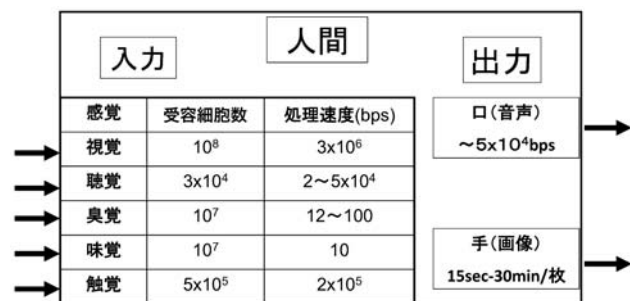 人間
入力
出力
感覚 受容細胞数 処理速度(bps)
視覚 10⁸ 3x10⁶
聴覚 3x10⁴ 2～5x10⁴
臭覚 10⁷ 12～100
味覚 10⁷ 10
触覚 5x10⁵ 2x10⁵
口(音声)
～5x10⁴bps
手(画像)
15sec-30min/枚